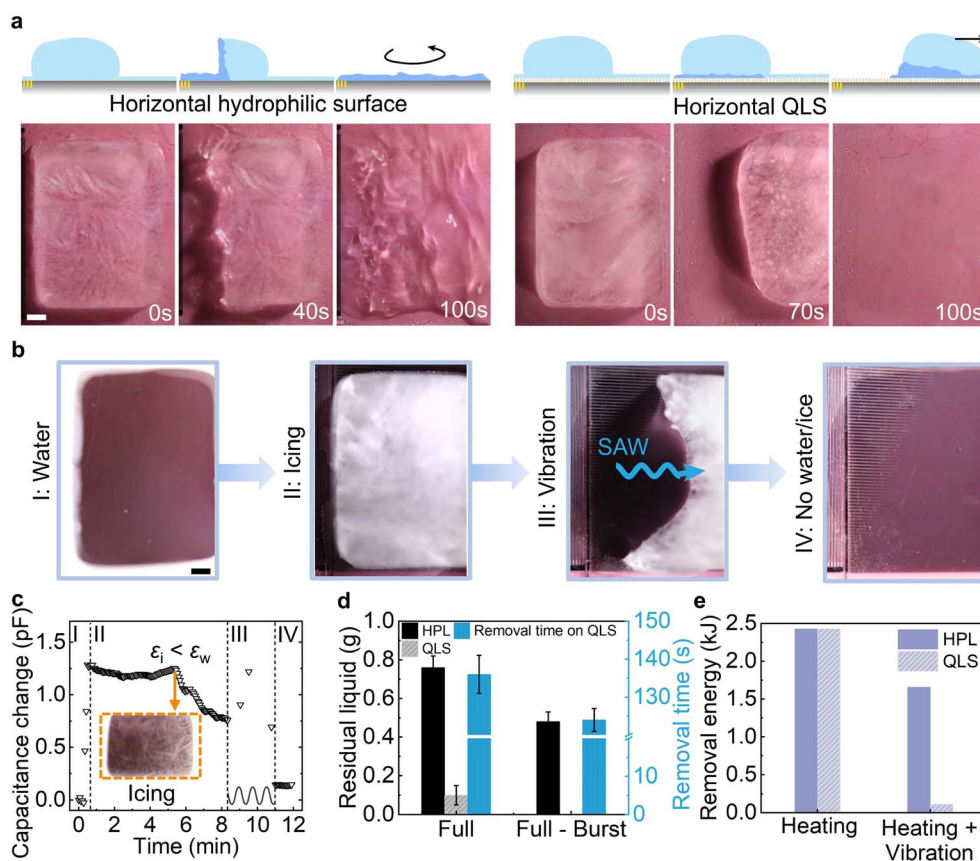 a
Horizontal hydrophilic surface
Horizontal QLS
0s
40s
100s
0s
70s
100s
b
I: Water
II: Icing
III: Vibration
SAW
IV: No water/ice
c
Capacitance change (pF)
1.5
1.0
0.5
0.0
I
II
III
IV
εi < εw
Icing
0 2 4 6 8 10 12
Time (min)
d
Residual liquid (g)
1.0
0.8
0.6
0.4
0.2
0.0
HPL
QLS
Removal time on QLS
150
140
130
10
0
Removal time (s)
Full
Full - Burst
e
Removal energy (kJ)
2.5
2.0
1.5
1.0
0.5
0.0
HPL
QLS
Heating
Heating +
Vibration